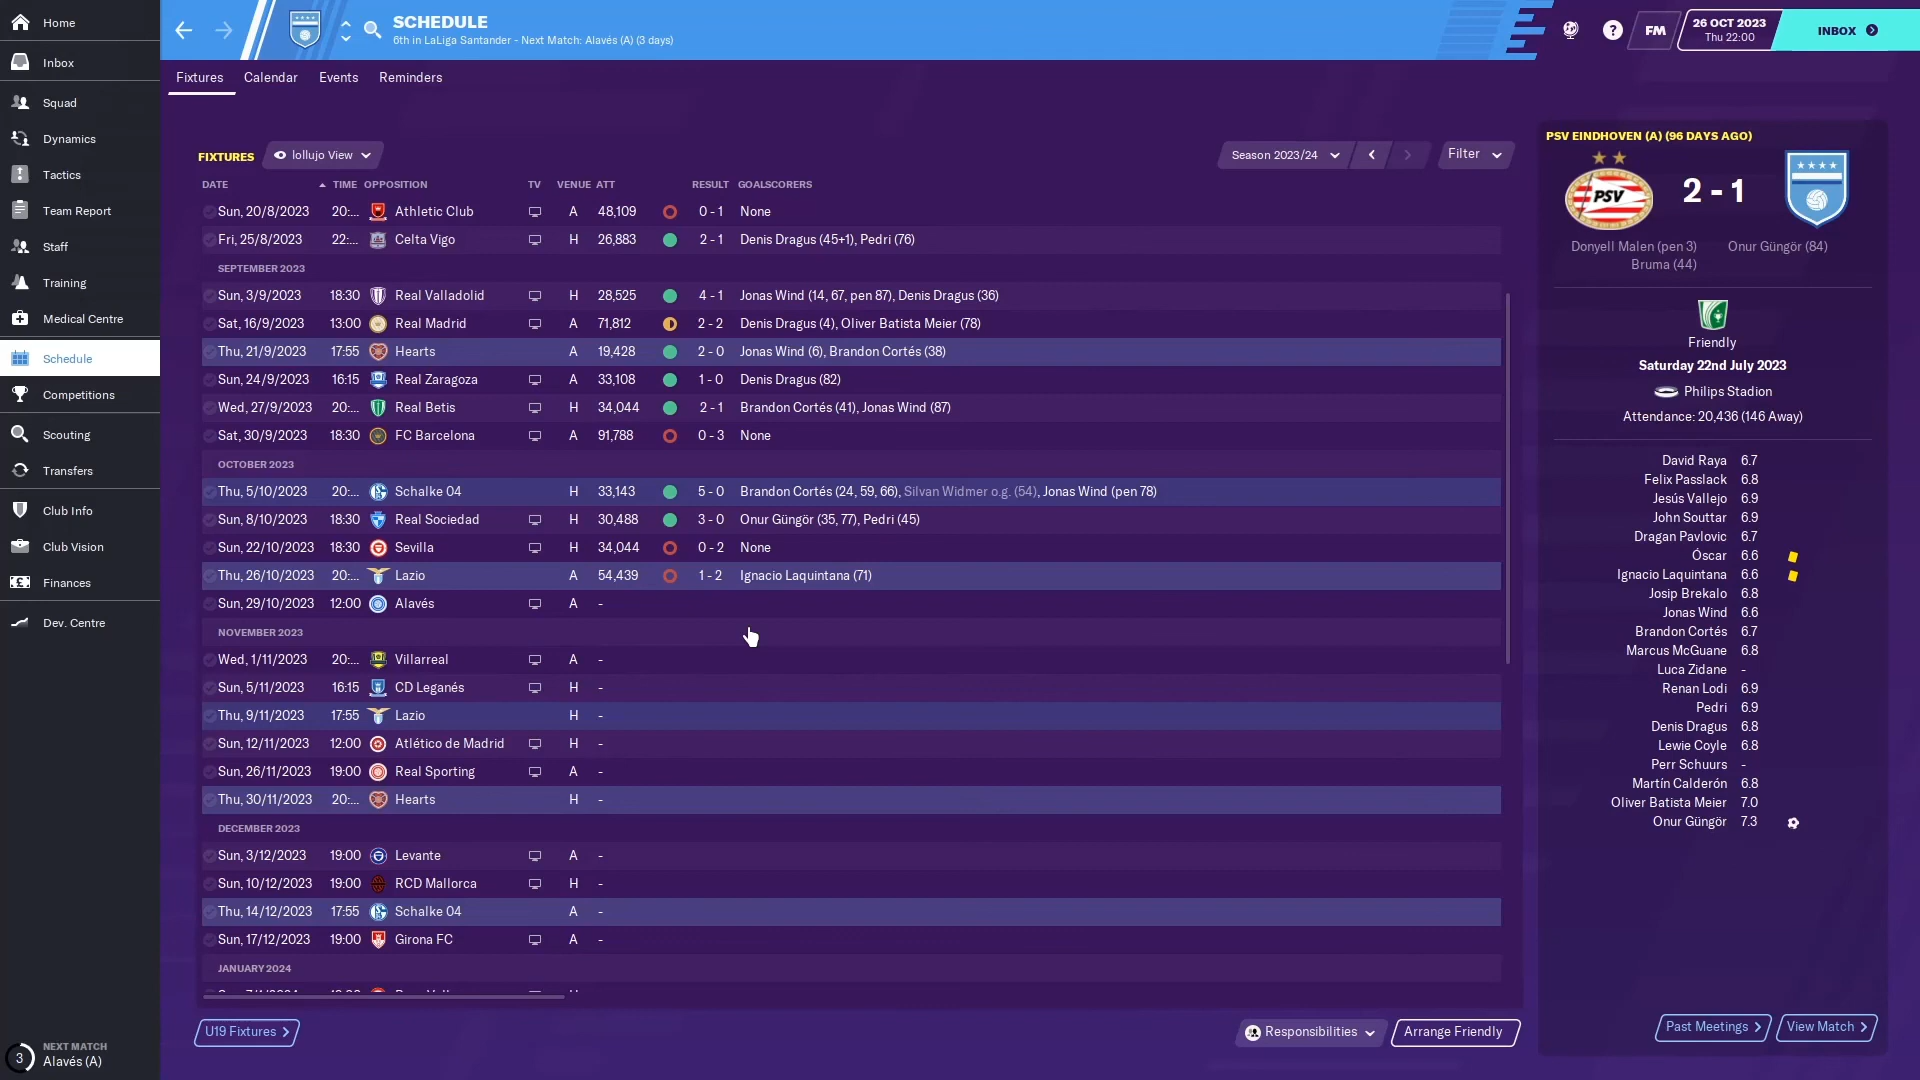 Home
Inbox
Squad
Dynamics
Tactics
Team Report
Staff
Training
Medical Centre
Schedule
Competitions
Scouting
Transfers
Club Info
Club Vision
Finances
Dev. Centre
3
NEXT MATCH
Alavés (A)
SCHEDULE
6th in LaLiga Santander - Next Match: Alavés (A) (3 days)
?
FM
26 OCT 2023
Thu 22:00
INBOX
Fixtures Calendar Events Reminders
FIXTURES lollujo View
Season 2023/24
Filter
DATE TIME OPPOSITION TV VENUE ATT RESULT GOALSCORERS
Sun, 20/8/2023 20:... Athletic Club A 48,109 0 - 1 None
Fri, 25/8/2023 22:... Celta Vigo H 26,883 2 - 1 Denis Dragus (45+1), Pedri (76)
SEPTEMBER 2023
Sun, 3/9/2023 18:30 Real Valladolid H 28,525 4 - 1 Jonas Wind (14, 67, pen 87), Denis Dragus (36)
Sat, 16/9/2023 13:00 Real Madrid A 71,812 2 - 2 Denis Dragus (4), Oliver Batista Meier (78)
Thu, 21/9/2023 17:55 Hearts A 19,428 2 - 0 Jonas Wind (6), Brandon Cortés (38)
Sun, 24/9/2023 16:15 Real Zaragoza A 33,108 1 - 0 Denis Dragus (82)
Wed, 27/9/2023 20:... Real Betis H 34,044 2 - 1 Brandon Cortés (41), Jonas Wind (87)
Sat, 30/9/2023 18:30 FC Barcelona A 91,788 0 - 3 None
OCTOBER 2023
Thu, 5/10/2023 20:... Schalke 04 H 33,143 5 - 0 Brandon Cortés (24, 59, 66), Silvan Widmer o.g. (54), Jonas Wind (pen 78)
Sun, 8/10/2023 18:30 Real Sociedad H 30,488 3 - 0 Onur Güngör (35, 77), Pedri (45)
Sun, 22/10/2023 18:30 Sevilla H 34,044 0 - 2 None
Thu, 26/10/2023 20:... Lazio A 54,439 1 - 2 Ignacio Laquintana (71)
Sun, 29/10/2023 12:00 Alavés A -
NOVEMBER 2023
Wed, 1/11/2023 20:... Villarreal A -
Sun, 5/11/2023 16:15 CD Leganés H -
Thu, 9/11/2023 17:55 Lazio H -
Sun, 12/11/2023 12:00 Atlético de Madrid H -
Sun, 26/11/2023 19:00 Real Sporting A -
Thu, 30/11/2023 20:... Hearts H -
DECEMBER 2023
Sun, 3/12/2023 19:00 Levante A -
Sun, 10/12/2023 19:00 RCD Mallorca H -
Thu, 14/12/2023 17:55 Schalke 04 A -
Sun, 17/12/2023 19:00 Girona FC A -
JANUARY 2024
U19 Fixtures
Responsibilities
Arrange Friendly
PSV EINDHOVEN (A) (96 DAYS AGO)
PSV
2 - 1
Donyell Malen (pen 3) Onur Güngör (84)
Bruma (44)
Friendly
Saturday 22nd July 2023
Philips Stadion
Attendance: 20,436 (146 Away)
David Raya 6.7
Felix Passlack 6.8
Jesús Vallejo 6.9
John Souttar 6.9
Dragan Pavlovic 6.7
Óscar 6.6
Ignacio Laquintana 6.6
Josip Brekalo 6.8
Jonas Wind 6.6
Brandon Cortés 6.7
Marcus McGuane 6.8
Luca Zidane -
Renan Lodi 6.9
Pedri 6.9
Denis Dragus 6.8
Lewie Coyle 6.8
Perr Schuurs -
Martín Calderón 6.8
Oliver Batista Meier 7.0
Onur Güngör 7.3
Past Meetings
View Match